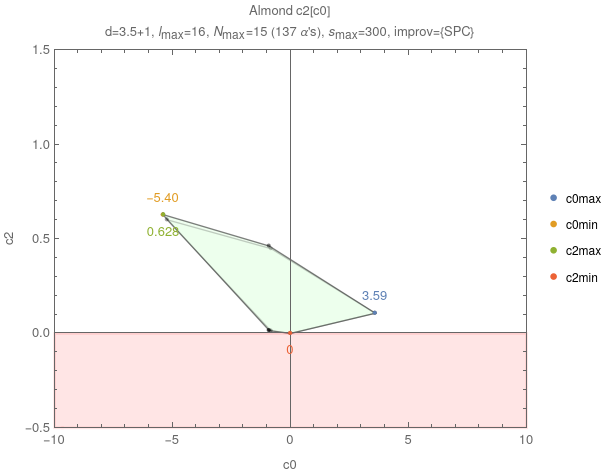 Almond c2[c0]
d=3.5+1, lmax=16, Nmax=15 (137 α's), smax=300, improv={SPC}
1.5
1.0
0.5
0.0
−0.5
c2
−10
−5
0
5
10
c0
−5.40
0.628
3.59
0
c0max
c0min
c2max
c2min